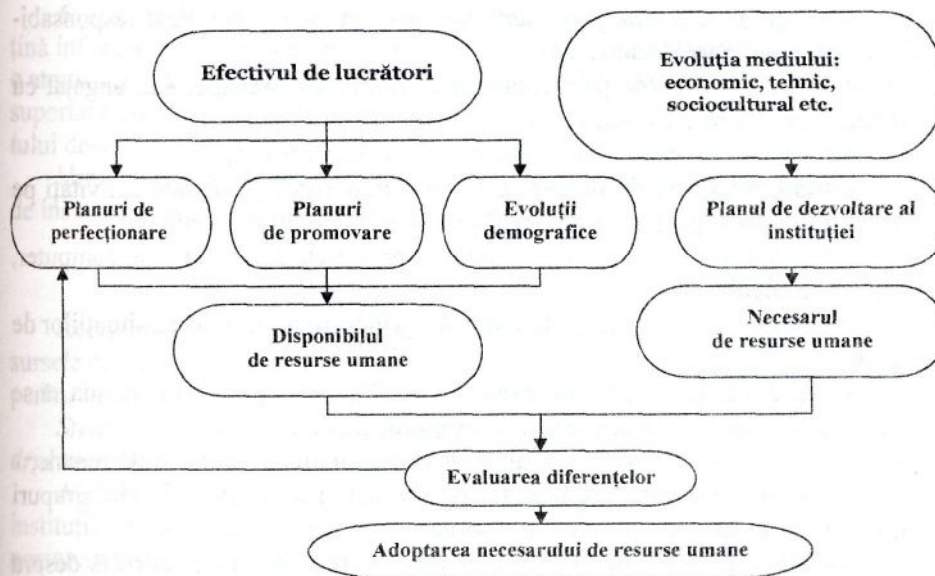 Efectivul de lucrători
Evoluția mediului:
economic, tehnic,
sociocultural etc.
Planuri de
perfecționare
Planuri
de promovare
Evoluții
demografice
Planul de dezvoltare al
instituției
Disponibilul
de resurse umane
Necesarul
de resurse umane
Evaluarea diferențelor
Adoptarea necesarului de resurse umane